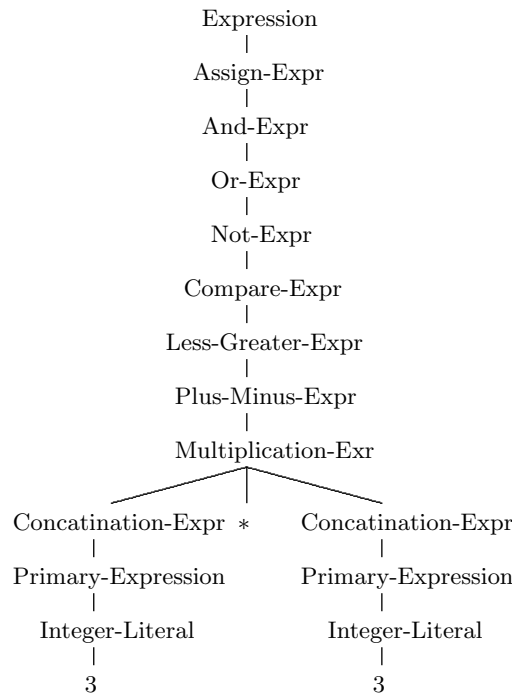 Expression
Assign-Expr
And-Expr
Or-Expr
Not-Expr
Compare-Expr
Less-Greater-Expr
Plus-Minus-Expr
Multiplication-Exr
Concatination-Expr * Concatination-Expr
Primary-Expression Primary-Expression
Integer-Literal Integer-Literal
3 3